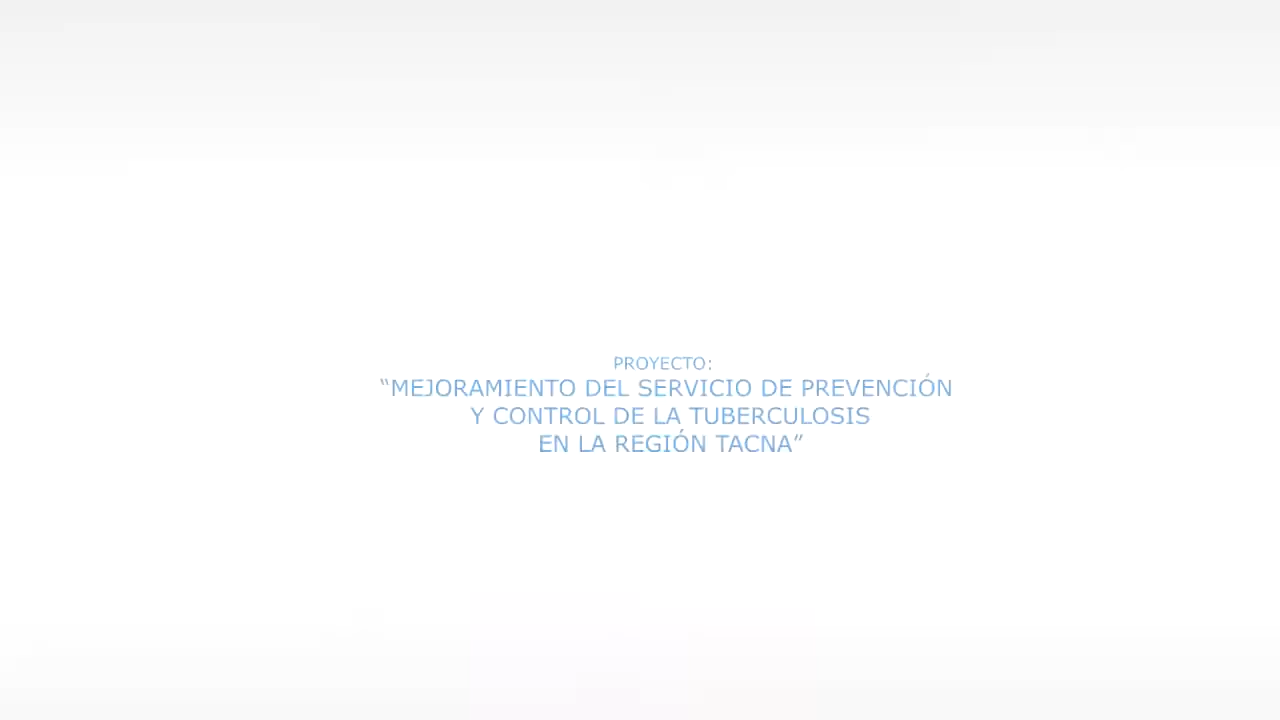 PROYECTO:
“MEJORAMIENTO DEL SERVICIO DE PREVENCIÓN
Y CONTROL DE LA TUBERCULOSIS
EN LA REGIÓN TACNA”